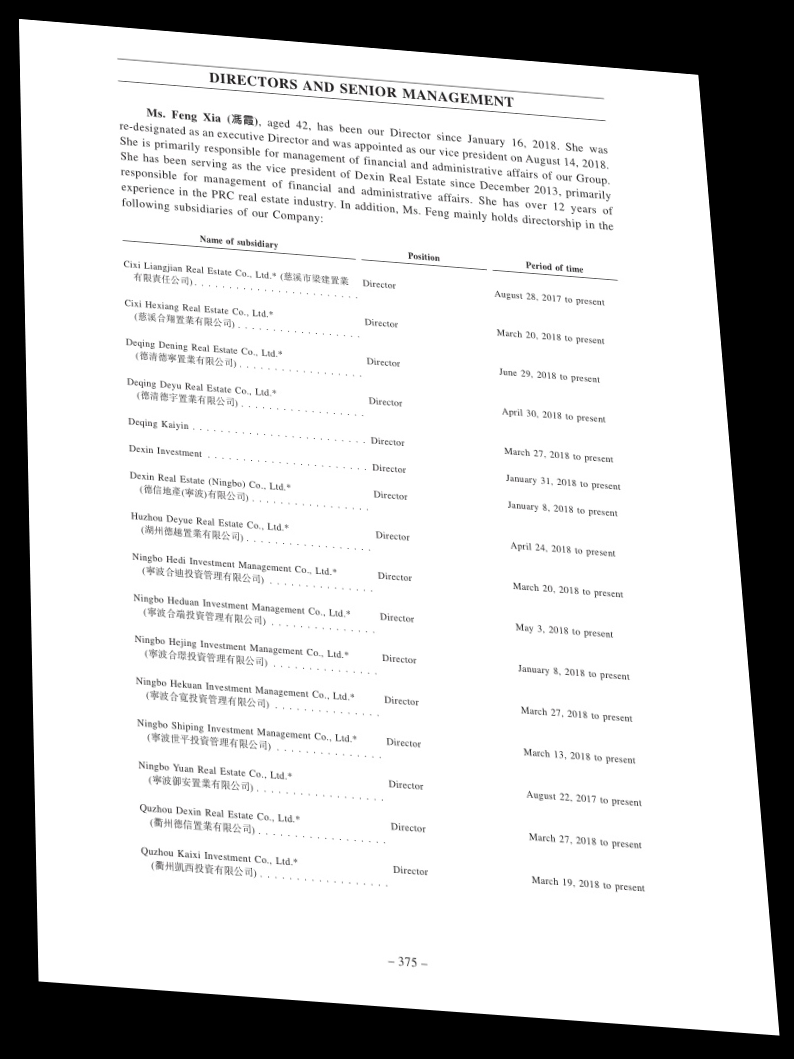 DIRECTORS AND SENIOR MANAGEMENT
Ms. Feng Xia (馮霞), aged 42, has been our Director since January 16, 2018. She was
re-designated as an executive Director and was appointed as our vice president on August 14, 2018.
She is primarily responsible for management of financial and administrative affairs of our Group.
She has been serving as the vice president of Dexin Real Estate since December 2013, primarily
responsible for management of financial and administrative affairs. She has over 12 years of
experience in the PRC real estate industry. In addition, Ms. Feng mainly holds directorship in the
following subsidiaries of our Company:
Name of subsidiary Position Period of time
Cixi Liangjian Real Estate Co., Ltd.* (慈溪市梁建置業
有限責任公司). . . . . . . . . . . . . . . . . . . . . . . . Director August 28, 2017 to present
Cixi Hexiang Real Estate Co., Ltd.*
(慈溪合翔置業有限公司) . . . . . . . . . . . . . . . . . . Director March 20, 2018 to present
Deqing Dening Real Estate Co., Ltd.*
(德清德寧置業有限公司) . . . . . . . . . . . . . . . . . . Director June 29, 2018 to present
Deqing Deyu Real Estate Co., Ltd.*
(德清德宇置業有限公司) . . . . . . . . . . . . . . . . . . Director April 30, 2018 to present
Deqing Kaiyin . . . . . . . . . . . . . . . . . . . . . . . . . Director March 27, 2018 to present
Dexin Investment . . . . . . . . . . . . . . . . . . . . . . . Director January 31, 2018 to present
Dexin Real Estate (Ningbo) Co., Ltd.*
(德信地產(寧波)有限公司) . . . . . . . . . . . . . . . . . Director January 8, 2018 to present
Huzhou Deyue Real Estate Co., Ltd.*
(湖州德越置業有限公司) . . . . . . . . . . . . . . . . . . Director April 24, 2018 to present
Ningbo Hedi Investment Management Co., Ltd.*
(寧波合迪投資管理有限公司) . . . . . . . . . . . . . . . Director March 20, 2018 to present
Ningbo Heduan Investment Management Co., Ltd.*
(寧波合端投資管理有限公司) . . . . . . . . . . . . . . . Director May 3, 2018 to present
Ningbo Hejing Investment Management Co., Ltd.*
(寧波合璟投資管理有限公司) . . . . . . . . . . . . . . . Director January 8, 2018 to present
Ningbo Hekuan Investment Management Co., Ltd.*
(寧波合寬投資管理有限公司) . . . . . . . . . . . . . . . Director March 27, 2018 to present
Ningbo Shiping Investment Management Co., Ltd.*
(寧波世平投資管理有限公司) . . . . . . . . . . . . . . . Director March 13, 2018 to present
Ningbo Yuan Real Estate Co., Ltd.*
(寧波御安置業有限公司) . . . . . . . . . . . . . . . . . . Director August 22, 2017 to present
Quzhou Dexin Real Estate Co., Ltd.*
(衢州德信置業有限公司) . . . . . . . . . . . . . . . . . . Director March 27, 2018 to present
Quzhou Kaixi Investment Co., Ltd.*
(衢州凱西投資有限公司) . . . . . . . . . . . . . . . . . . Director March 19, 2018 to present
– 375 –